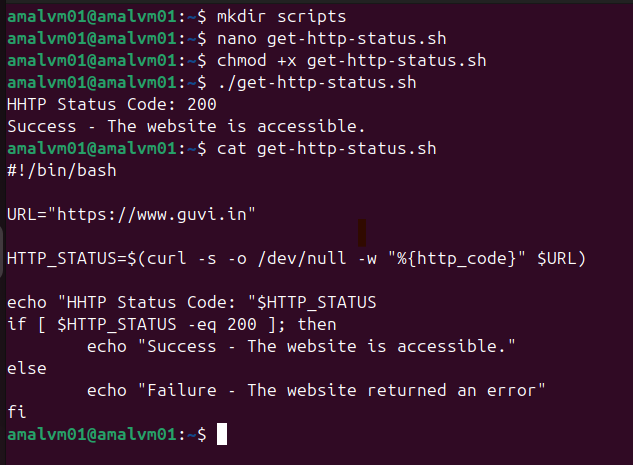 amalvm01@amalvm01:~$ mkdir scripts
amalvm01@amalvm01:~$ nano get-http-status.sh
amalvm01@amalvm01:~$ chmod +x get-http-status.sh
amalvm01@amalvm01:~$ ./get-http-status.sh
HHTP Status Code: 200
Success - The website is accessible.
amalvm01@amalvm01:~$ cat get-http-status.sh
#!/bin/bash
URL="https://www.guvi.in"
HTTP_STATUS=$(curl -s -o /dev/null -w "%{http_code}" $URL)
echo "HHTP Status Code: "$HTTP_STATUS
if [ $HTTP_STATUS -eq 200 ]; then
        echo "Success - The website is accessible."
else
        echo "Failure - The website returned an error"
fi
amalvm01@amalvm01:~$